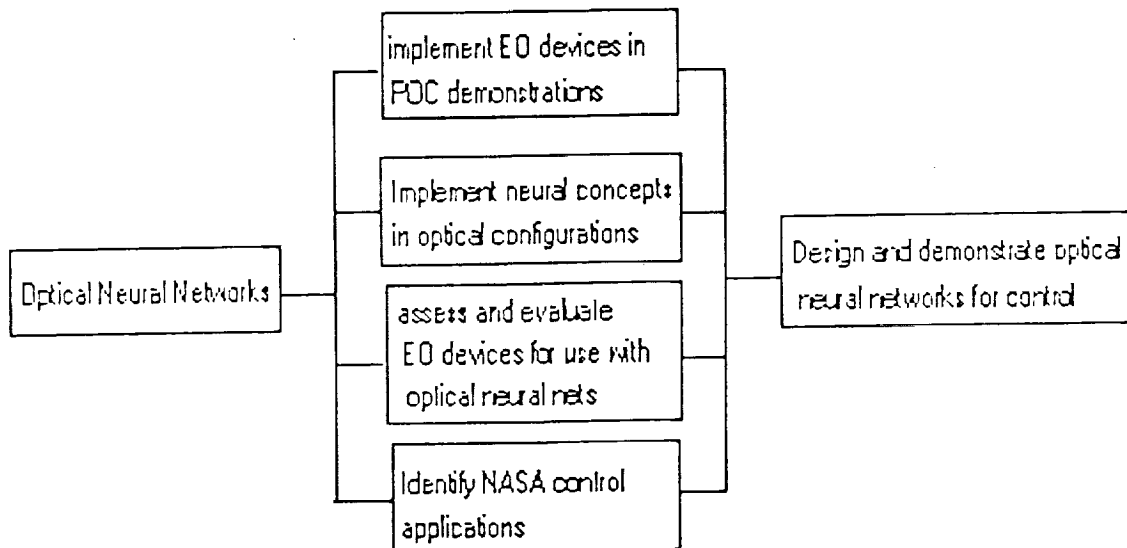 implement EO devices in
POC demonstrations
Implement neural concepts
in optical configurations
Optical Neural Networks
assess and evaluate
EO devices for use with
optical neural nets
Identify NASA control
applications
Design and demonstrate optical
neural networks for control